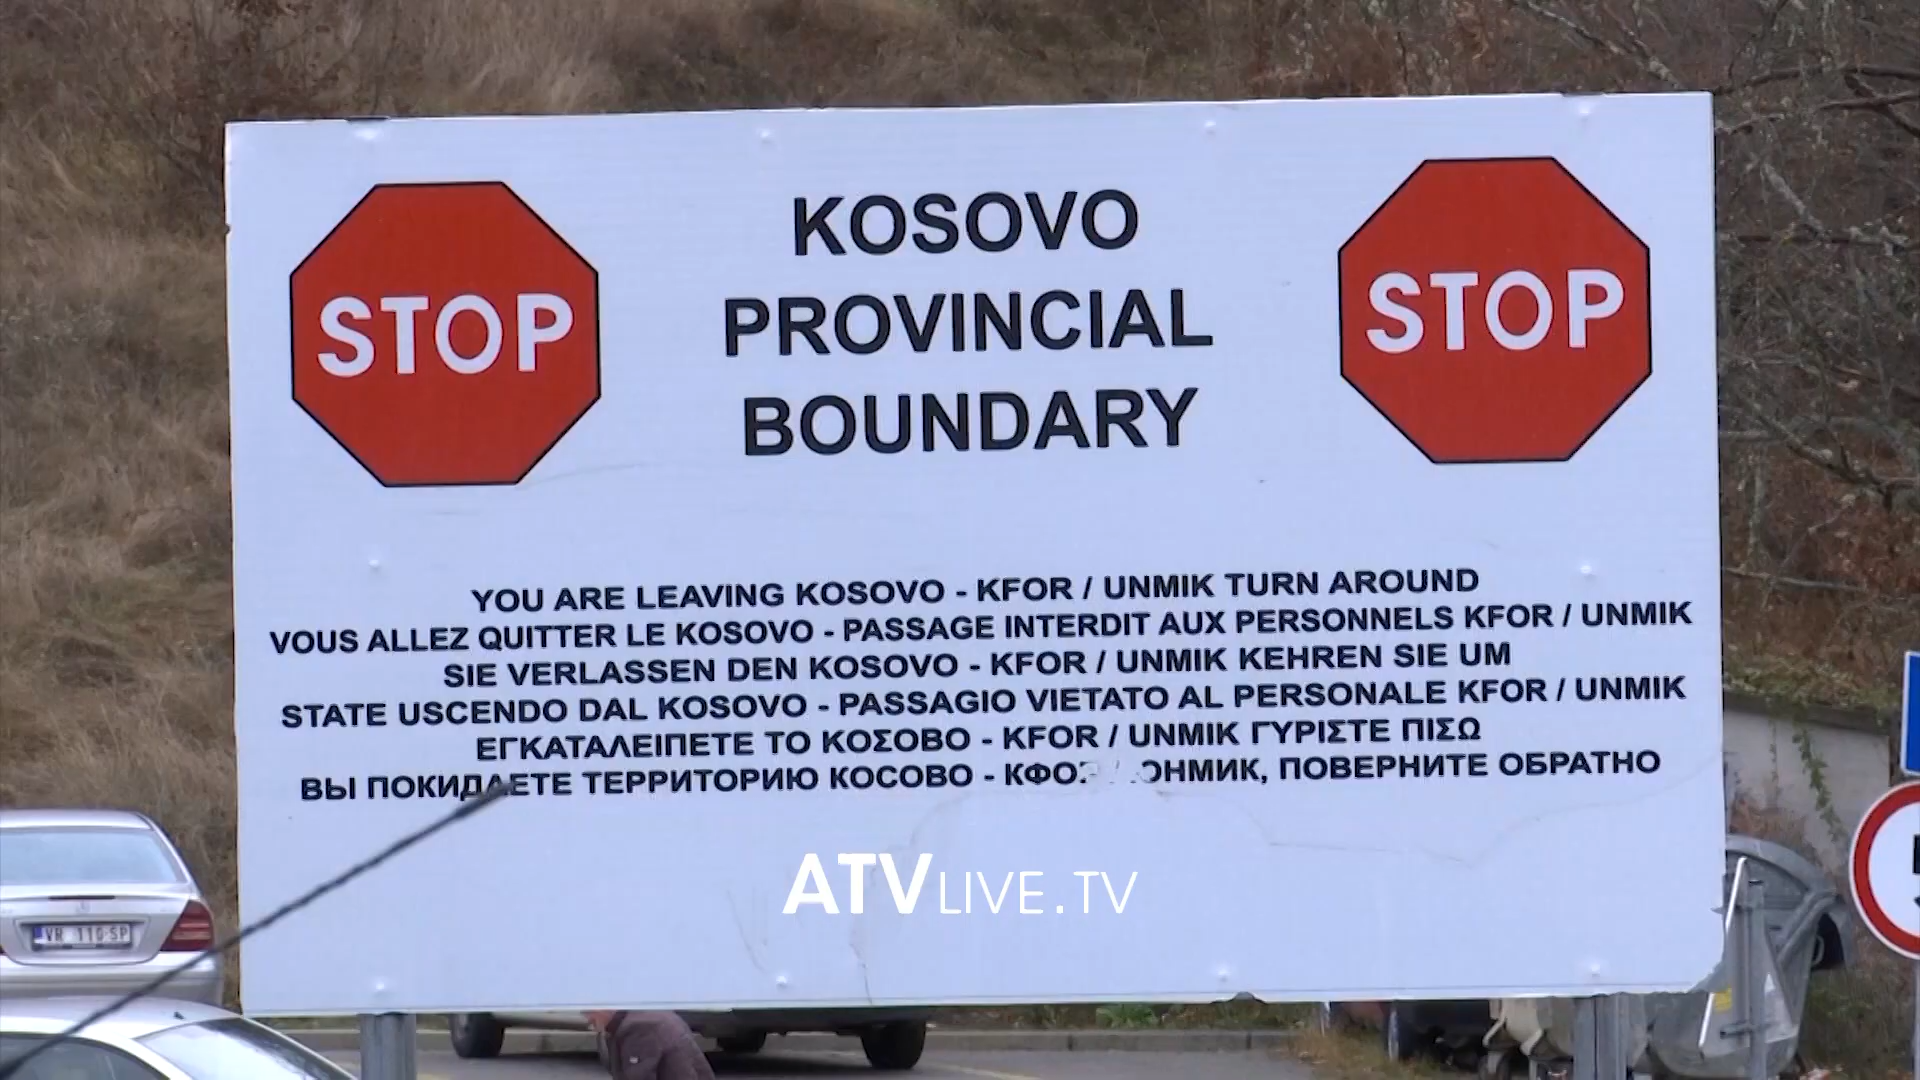 STOP
KOSOVO
PROVINCIAL
BOUNDARY
STOP
YOU ARE LEAVING KOSOVO - KFOR / UNMIK TURN AROUND
VOUS ALLEZ QUITTER LE KOSOVO - PASSAGE INTERDIT AUX PERSONNELS KFOR / UNMIK
SIE VERLASSEN DEN KOSOVO - KFOR / UNMIK KEHREN SIE UM
STATE USCENDO DAL KOSOVO - PASSAGIO VIETATO AL PERSONALE KFOR / UNMIK
ΕΓΚΑΤΑΛΕΙΠΕΤΕ ΤΟ ΚΟΣΟΒΟ - KFOR / UNMIK ΓΥΡΙΣΤΕ ΠΙΣΩ
ВЫ ПОКИДАЕТЕ ТЕРРИТОРИЮ КОСОВО - ПОВЕРНИТЕ ОБРАТНО
ATVLIVE.TV
VR 110-SP